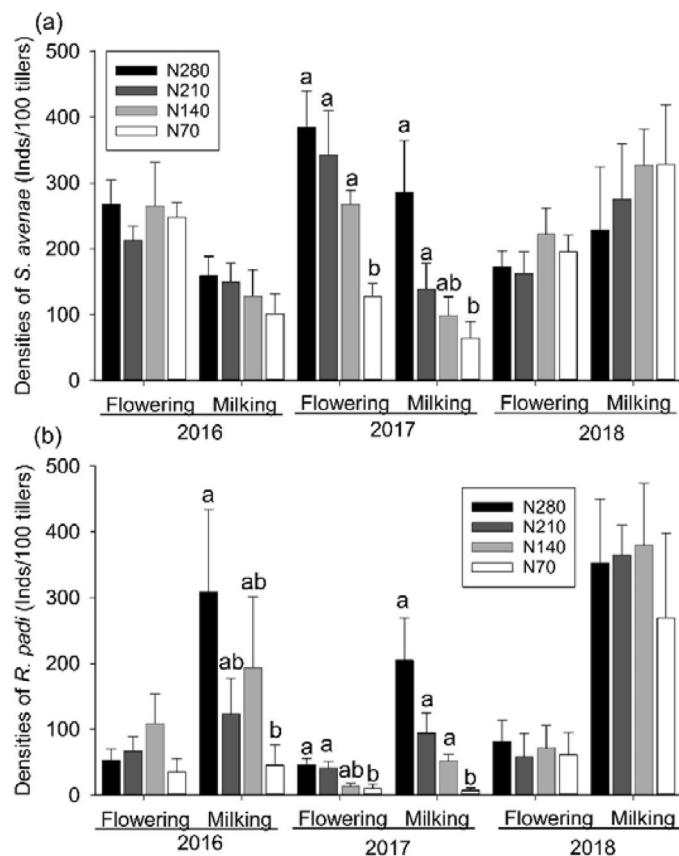 (a)
500
400
300
200
100
0
Densities of S. avenae (Inds/100 tillers)
N280
N210
N140
N70
a
a
a
b
a
a
ab
b
Flowering Milking Flowering Milking Flowering Milking
2016 2017 2018
(b)
500
400
300
200
100
0
Densities of R. padi (Inds/100 tillers)
N280
N210
N140
N70
a
ab
ab
b
a
a
ab
b
a
a
a
b
Flowering Milking Flowering Milking Flowering Milking
2016 2017 2018